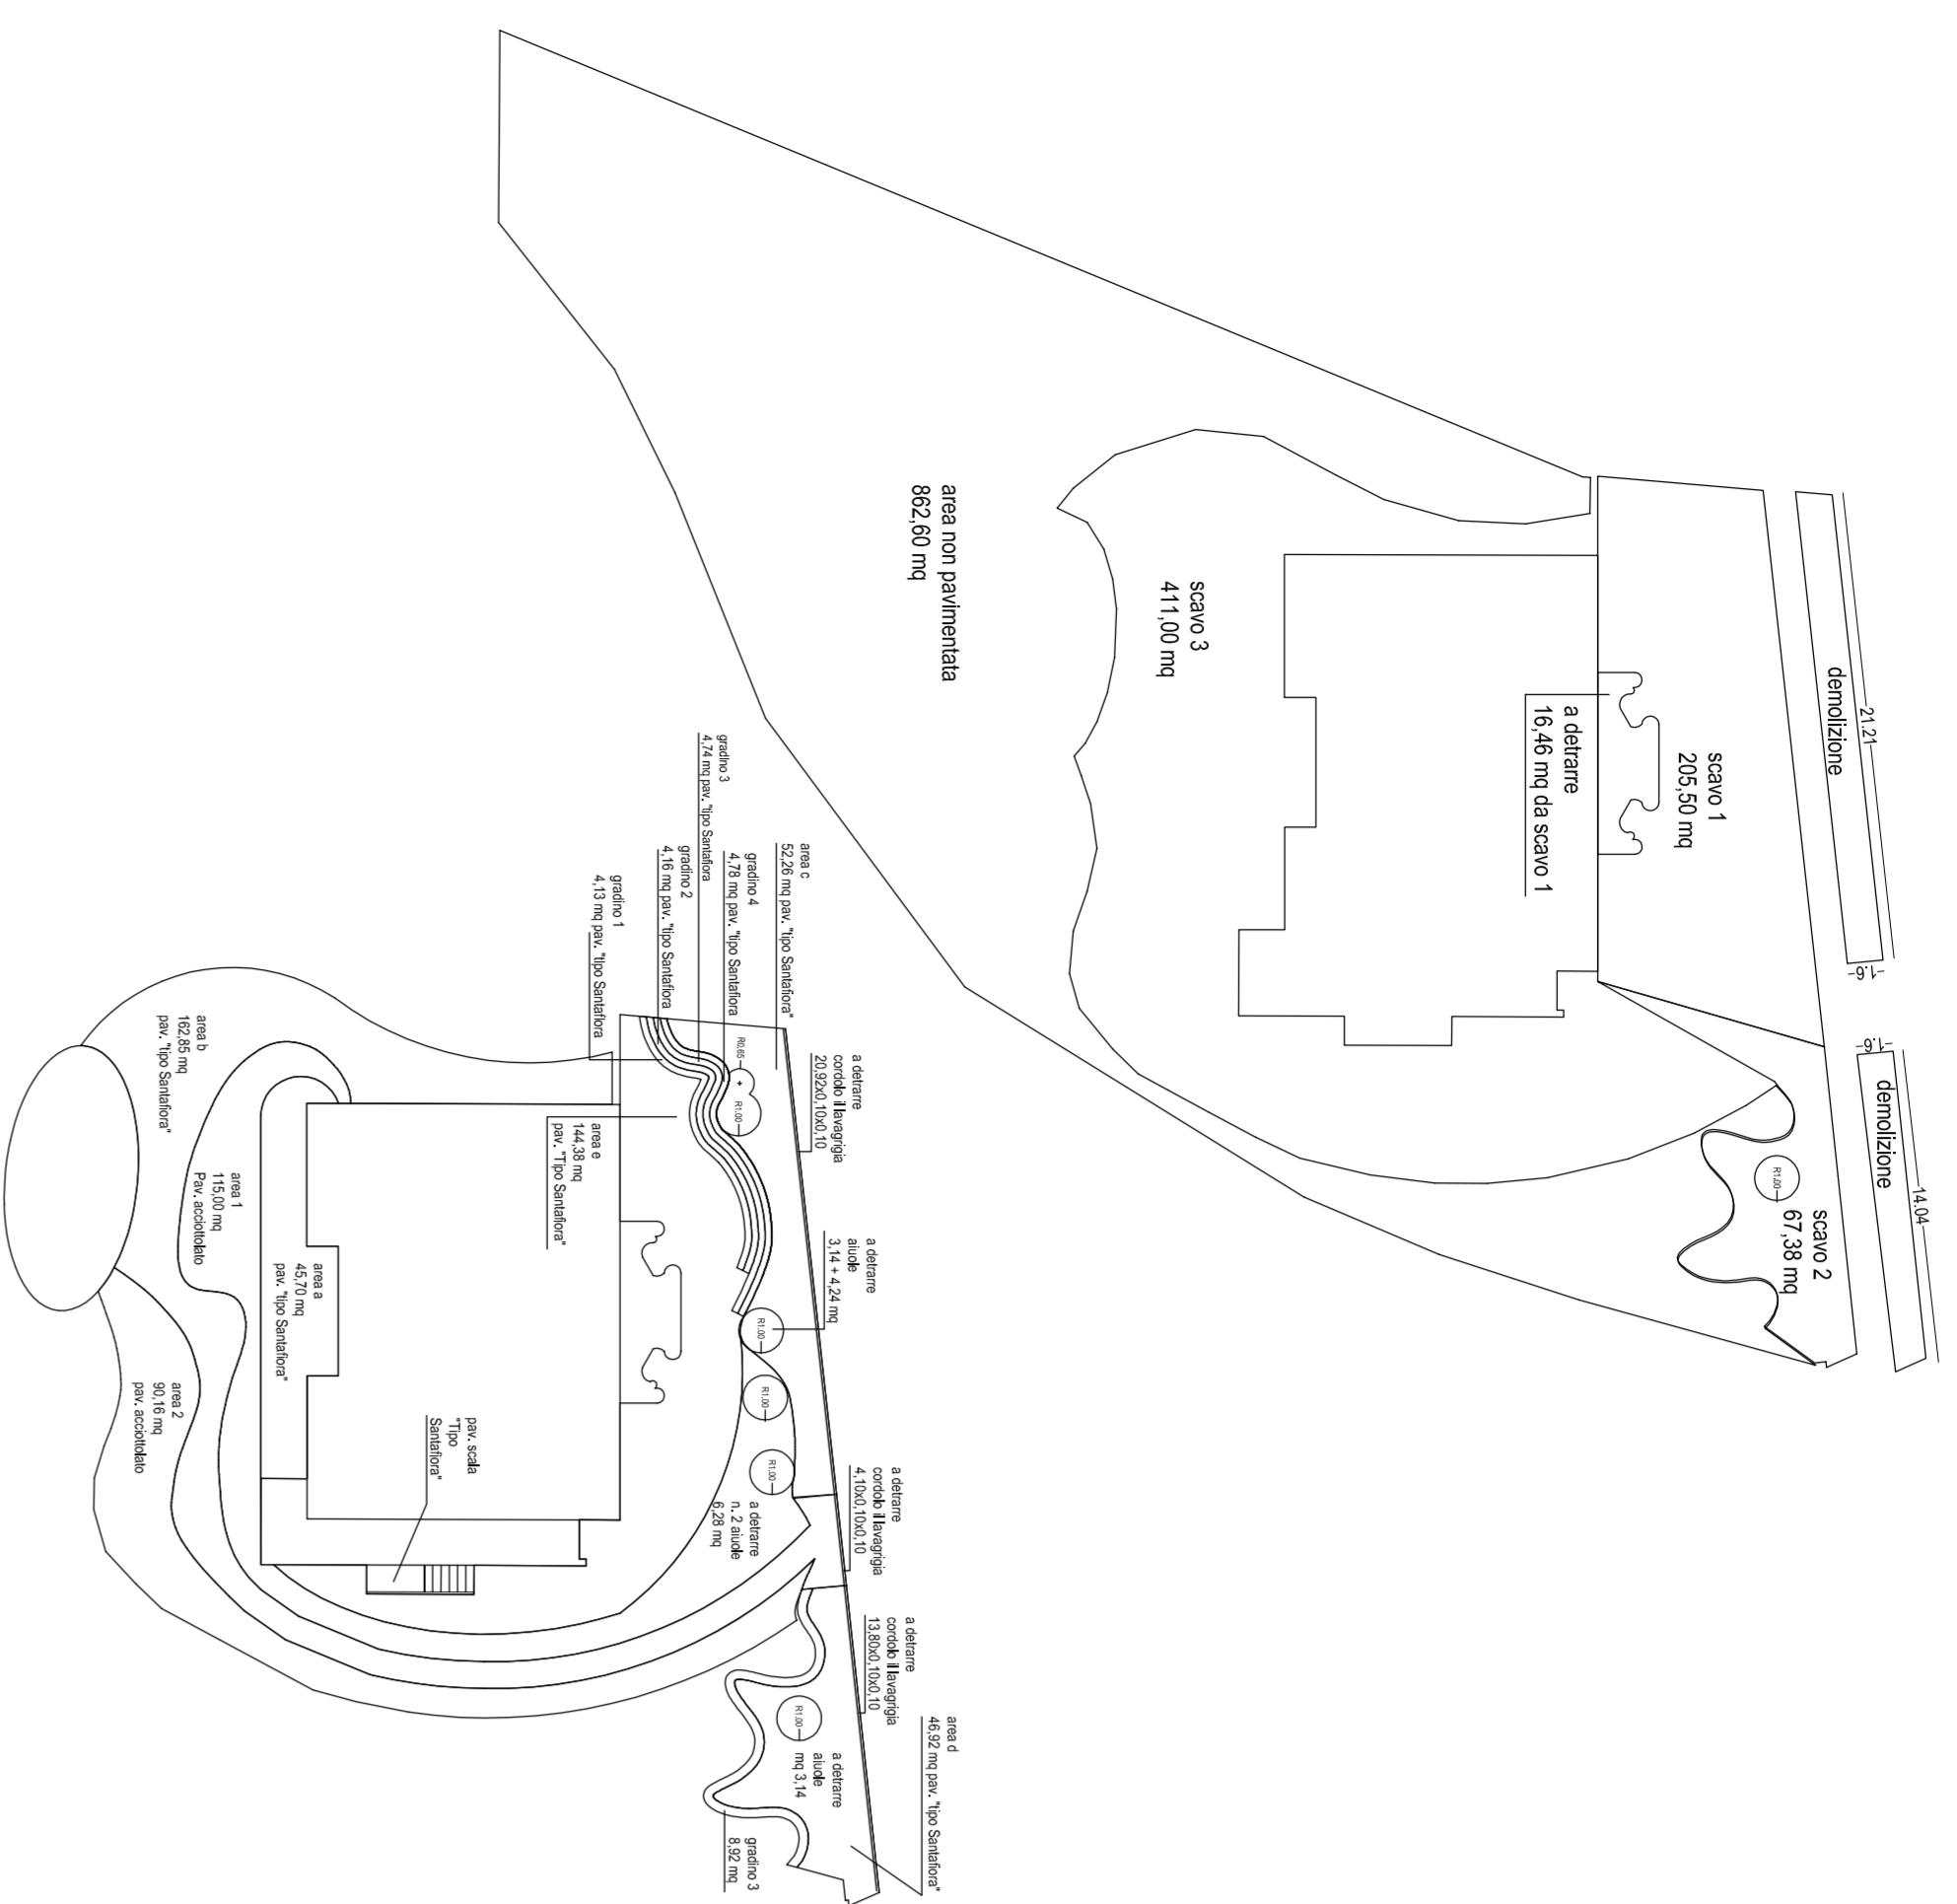 21.21
demolizione
1.6
1.6
demolizione
14.04
scavo 1
205,50 mq
a detrarre
16,46 mq da scavo 1
scavo 2
67,38 mq
R1.00
scavo 3
411,00 mq
area non pavimentata
862,60 mq
area c
52,26 mq pav. "tipo Santafiora"
gradino 4
4,78 mq pav. "tipo Santafiora
gradino 3
4,74 mq pav. "tipo Santafiora
gradino 2
4,16 mq pav. "tipo Santafiora
gradino 1
4,13 mq pav. "tipo Santafiora
a detrarre
cordolo il lavagrigia
20,92x0,10x0,10
R0.65
R1.00
a detrarre
aiuole
3,14 + 4,24 mq
R1.00
R1.00
R1.00
a detrarre
cordolo il lavagrigia
4,10x0,10x0,10
a detrarre
n. 2 aiuole
6,28 mq
a detrarre
cordolo il lavagrigia
13,80x0,10x0,10
area d
46,92 mq pav. "tipo Santafiora"
R1.00
a detrarre
aiuole
mq 3,14
gradino 3
8,92 mq
area e
144,38 mq
pav. "Tipo Santafiora"
pav. scala
"Tipo
Santafiora"
area a
45,70 mq
pav. "tipo Santafiora"
area 1
115,00 mq
Pav. acciottolato
area b
162,85 mq
pav. "tipo Santafiora"
area 2
90,16 mq
pav. acciottolato